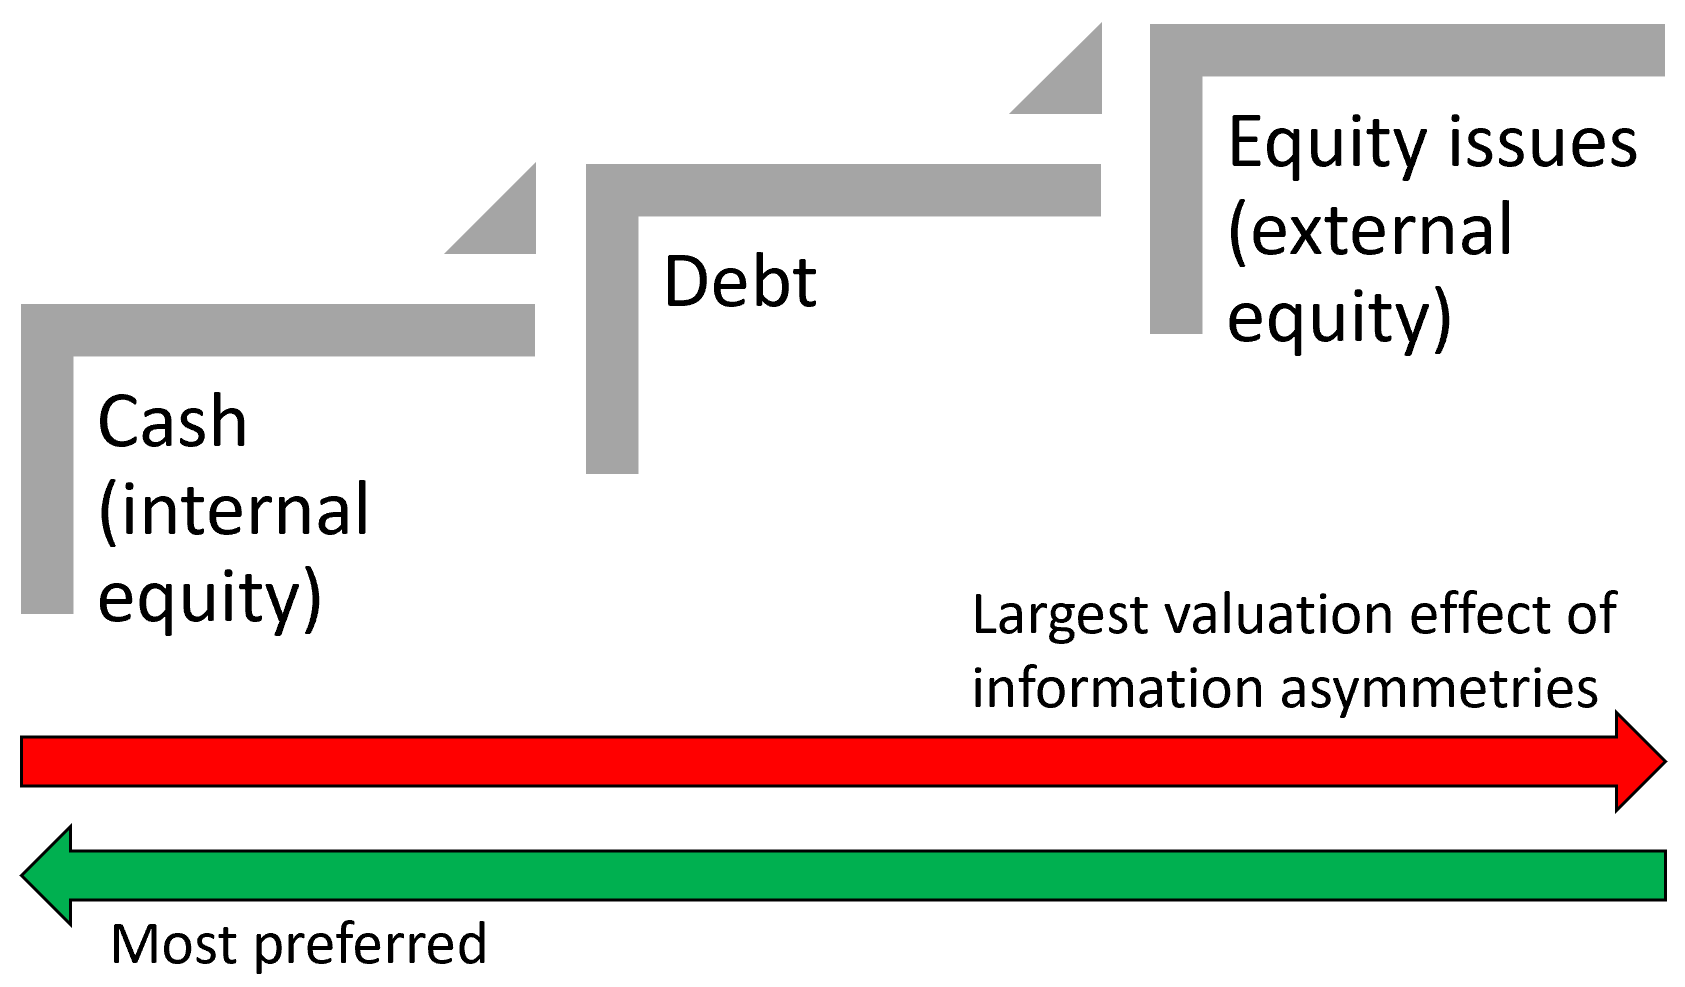 Cash
(internal
equity)
Debt
Equity issues
(external
equity)
Largest valuation effect of
information asymmetries
Most preferred